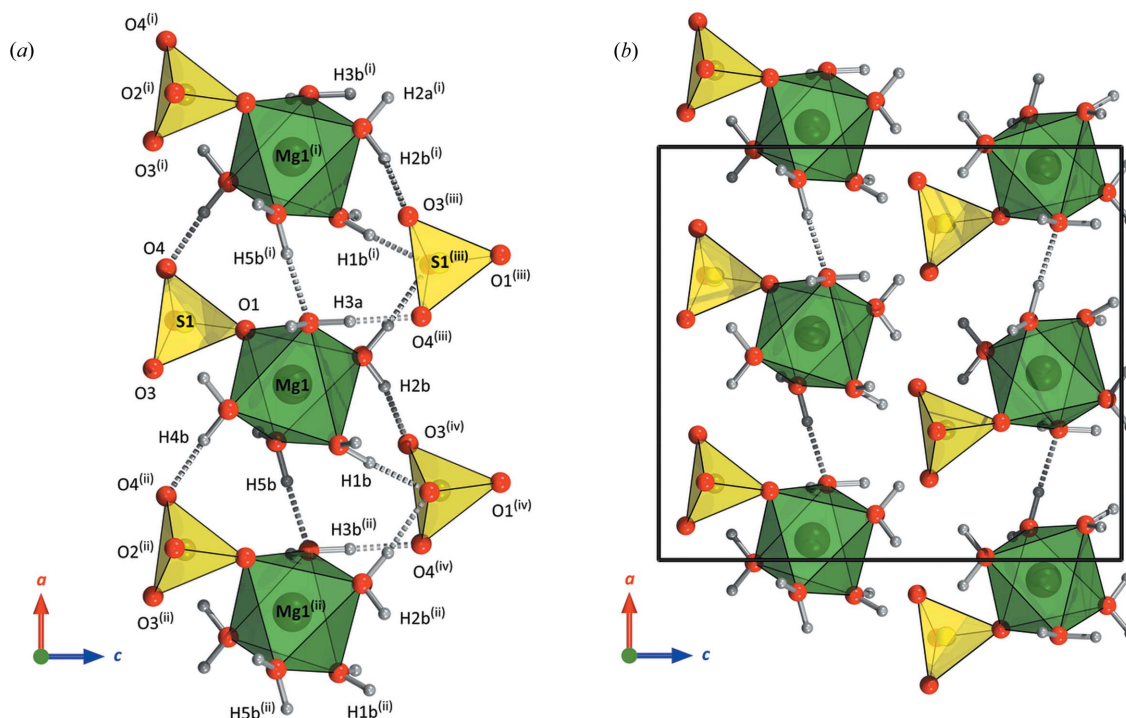 (a)
O4(i)
H3b(i)
H2a(i)
O2(i)
Mg1(i)
H2b(i)
O3(i)
O3(iii)
O4
H5b(i)
H1b(i)
S1(iii)
O1(iii)
O1
H3a
S1
O4(iii)
O3
Mg1
H2b
H4b
O3(iv)
O4(ii)
H5b
H1b
O1(iv)
O2(ii)
H3b(ii)
O4(iv)
O3(ii)
Mg1(ii)
H2b(ii)
a
c
H5b(ii)
H1b(ii)
(b)
a
c